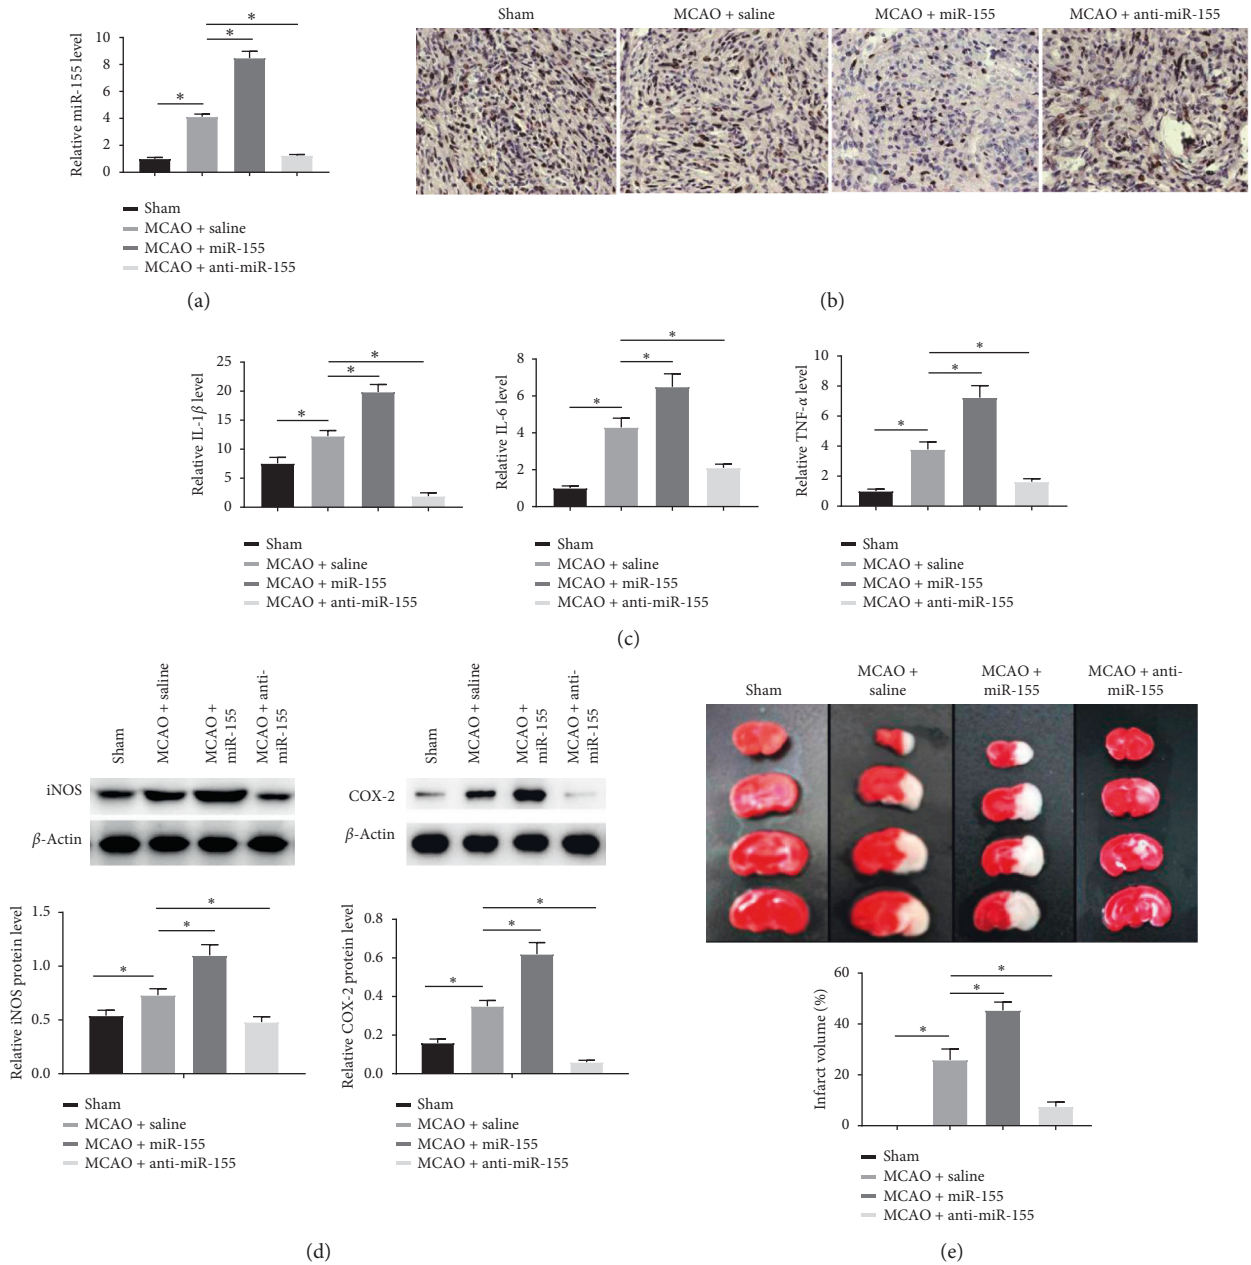 Relative miR-155 level
10
8
6
4
2
0
*
*
*
Sham
MCAO + saline
MCAO + miR-155
MCAO + anti-miR-155
(a)
Sham
MCAO + saline
MCAO + miR-155
MCAO + anti-miR-155
(b)
Relative IL-1β level
25
20
15
10
5
0
*
*
*
Sham
MCAO + saline
MCAO + miR-155
MCAO + anti-miR-155
Relative IL-6 level
8
6
4
2
0
*
*
*
Sham
MCAO + saline
MCAO + miR-155
MCAO + anti-miR-155
Relative TNF-α level
10
8
6
4
2
0
*
*
*
Sham
MCAO + saline
MCAO + miR-155
MCAO + anti-miR-155
(c)
Sham
MCAO + saline
MCAO +
miR-155
MCAO + anti-
miR-155
iNOS
β-Actin
Relative iNOS protein level
1.5
1.0
0.5
0.0
*
*
*
Sham
MCAO + saline
MCAO + miR-155
MCAO + anti-miR-155
Sham
MCAO + saline
MCAO +
miR-155
MCAO + anti-
miR-155
COX-2
β-Actin
Relative COX-2 protein level
0.8
0.6
0.4
0.2
0.0
*
*
*
Sham
MCAO + saline
MCAO + miR-155
MCAO + anti-miR-155
(d)
Sham
MCAO +
saline
MCAO +
miR-155
MCAO + anti-
miR-155
Infarct volume (%)
60
40
20
0
*
*
*
Sham
MCAO + saline
MCAO + miR-155
MCAO + anti-miR-155
(e)